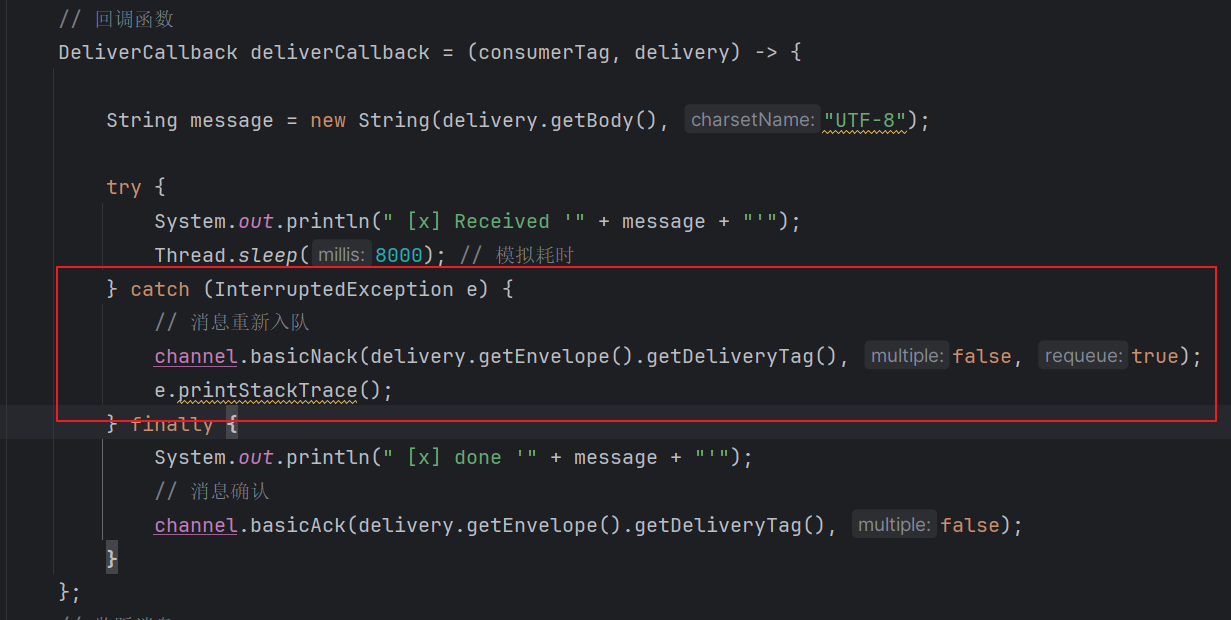 // 回调函数
DeliverCallback deliverCallback = (consumerTag, delivery) -> {
String message = new String(delivery.getBody(), charsetName: "UTF-8");
try {
System.out.println(" [x] Received '" + message + "'");
Thread.sleep( millis: 8000); // 模拟耗时
} catch (InterruptedException e) {
// 消息重新入队
channel.basicNack(delivery.getEnvelope().getDeliveryTag(), multiple: false, requeue: true);
e.printStackTrace();
} finally {
System.out.println(" [x] done '" + message + "'");
// 消息确认
channel.basicAck(delivery.getEnvelope().getDeliveryTag(), multiple: false);
}
};